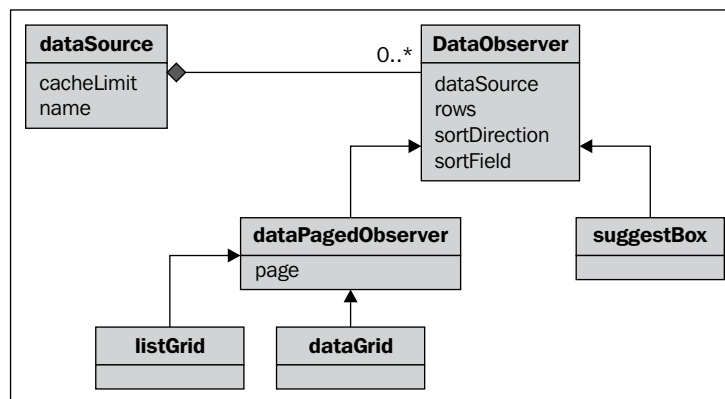 dataSource
cacheLimit
name
0..*
DataObserver
dataSource
rows
sortDirection
sortField
dataPagedObserver
page
suggestBox
listGrid
dataGrid